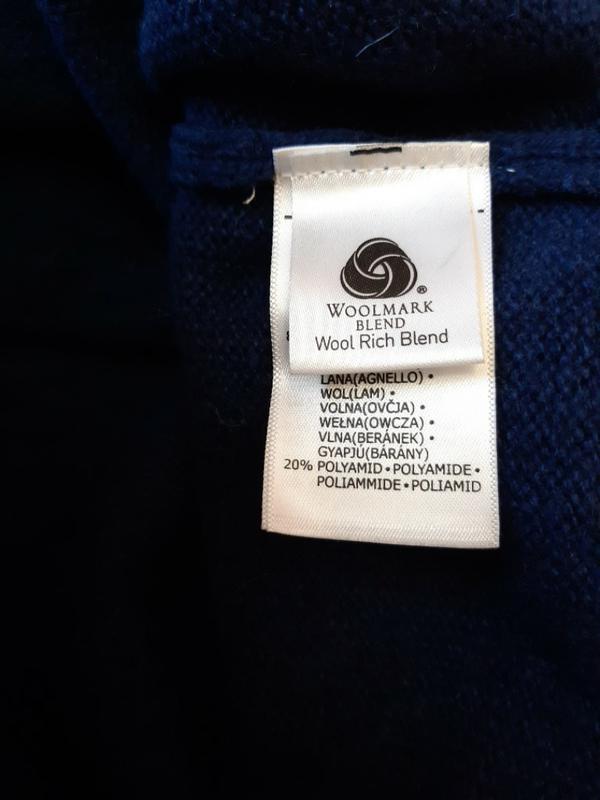 ®
WOOLMARK
BLEND
Wool Rich Blend
LANA(AGNELLO) •
WOL(LAM) •
VOLNA(OVČJA) •
WEŁNA(OWCZA) •
VLNA(BERÁNEK) •
GYAPJÚ(BÁRÁNY)
20% POLYAMID • POLYAMIDE •
POLIAMMIDE • POLIAMID